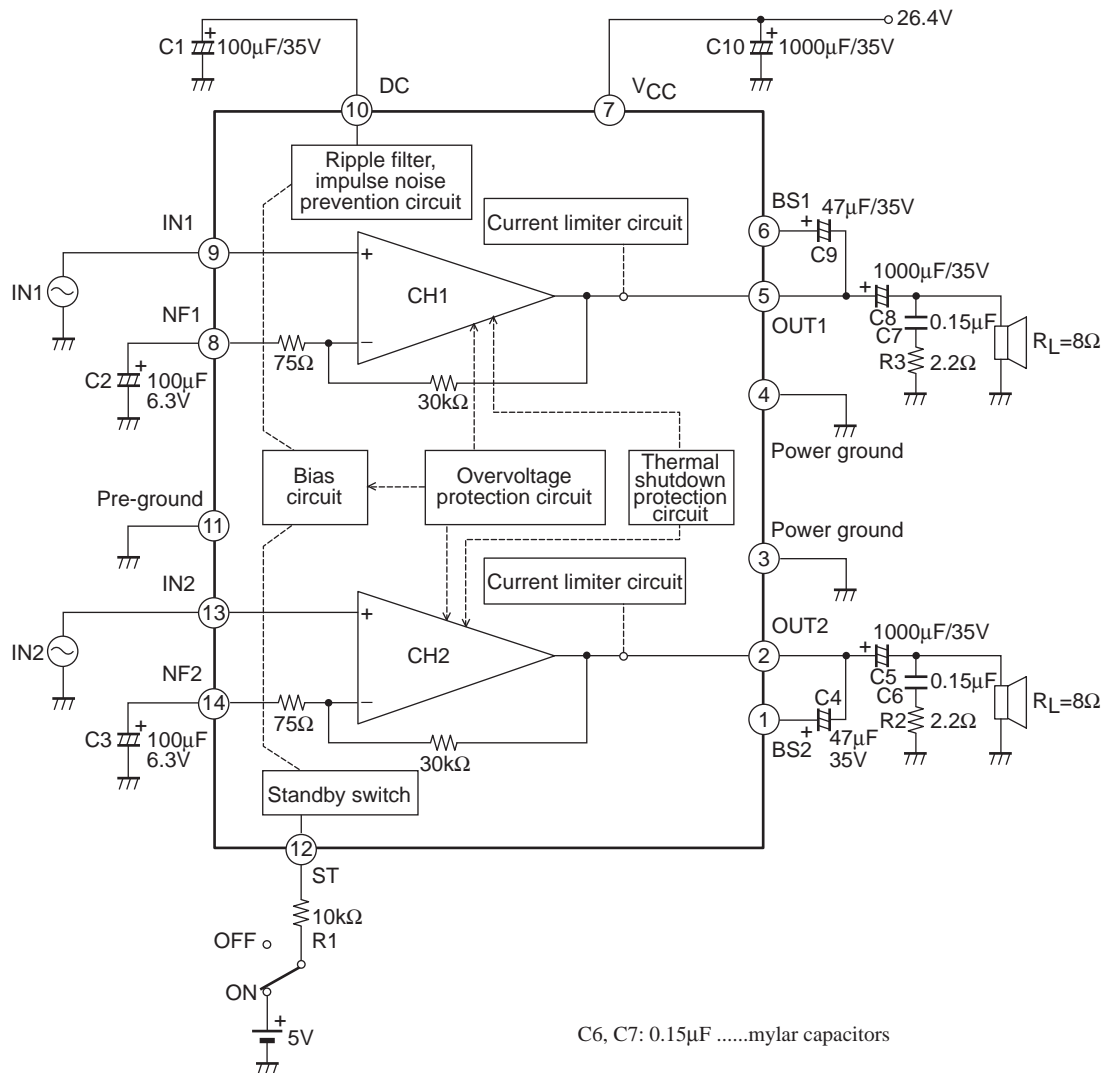 C1
100μF/35V
26.4V
C10
1000μF/35V
DC
VCC
10
7
Ripple filter,
impulse noise
prevention circuit
Current limiter circuit
BS1
47μF/35V
6
C9
IN1
9
IN1
CH1
1000μF/35V
5
OUT1
C8
C7
0.15μF
R3
2.2Ω
RL=8Ω
NF1
8
75Ω
C2
100μF
6.3V
30kΩ
4
Power ground
Bias
circuit
Overvoltage
protection circuit
Thermal
shutdown
protection
circuit
Pre-ground
11
Power ground
3
IN2
13
Current limiter circuit
IN2
CH2
OUT2
1000μF/35V
2
C5
C6
0.15μF
R2
2.2Ω
RL=8Ω
NF2
14
75Ω
C3
100μF
6.3V
30kΩ
C4
1
BS2
47μF
35V
Standby switch
12
ST
10kΩ
R1
OFF
ON
5V
C6, C7: 0.15μF ......mylar capacitors